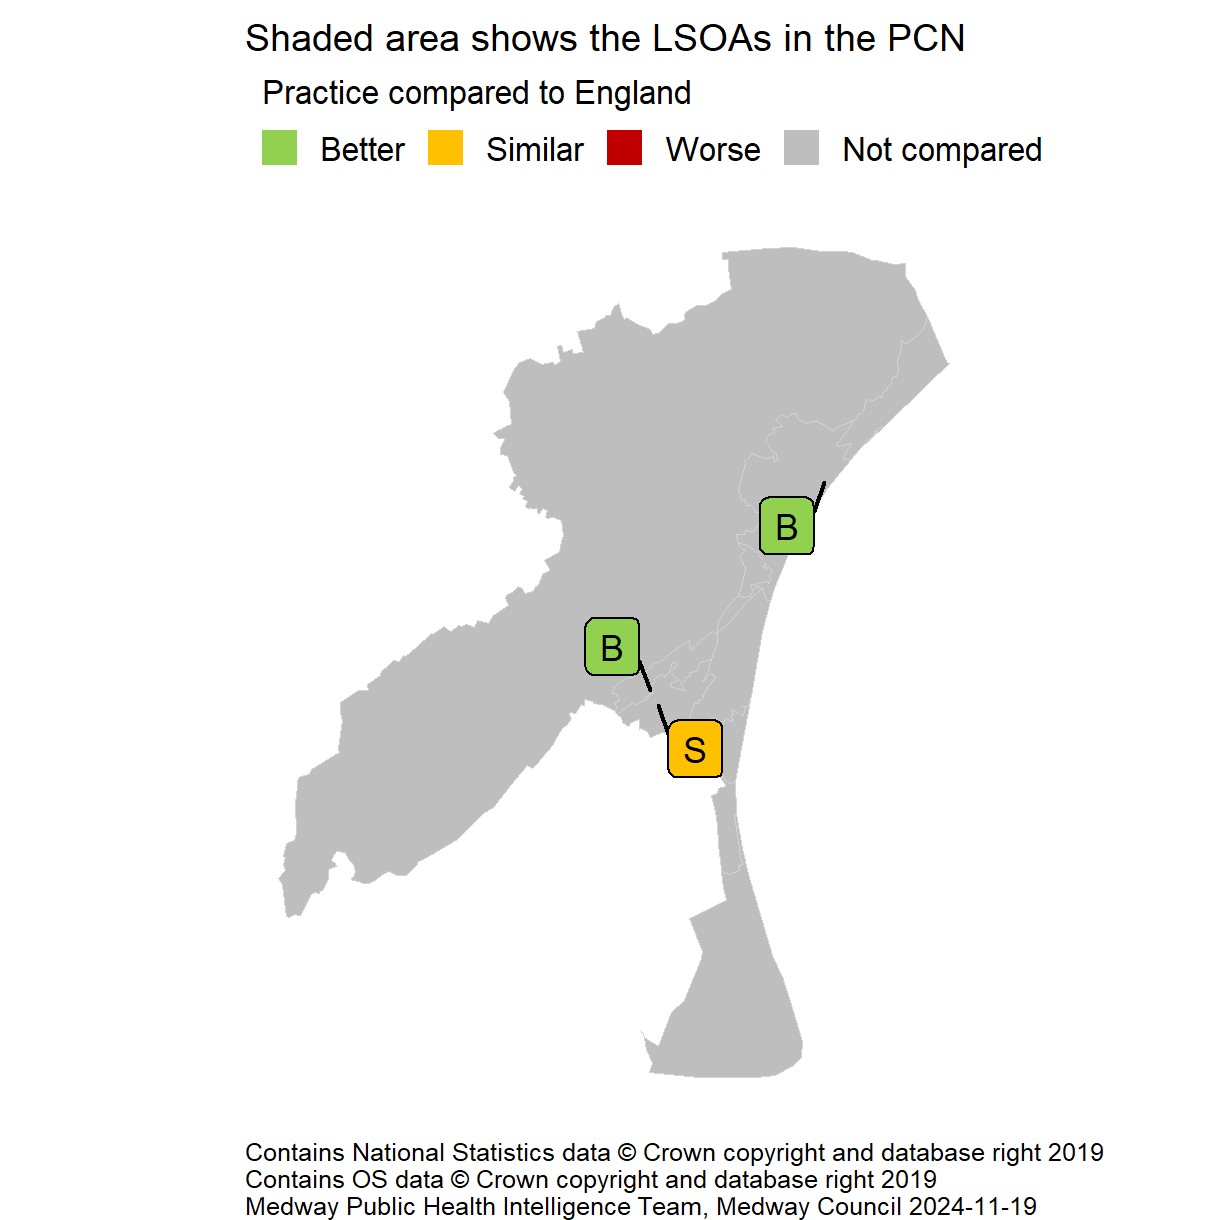 Shaded area shows the LSOAs in the PCN
Practice compared to England
Better Similar Worse Not compared
B
B
S
Contains National Statistics data © Crown copyright and database right 2019
Contains OS data © Crown copyright and database right 2019
Medway Public Health Intelligence Team, Medway Council 2024-11-19